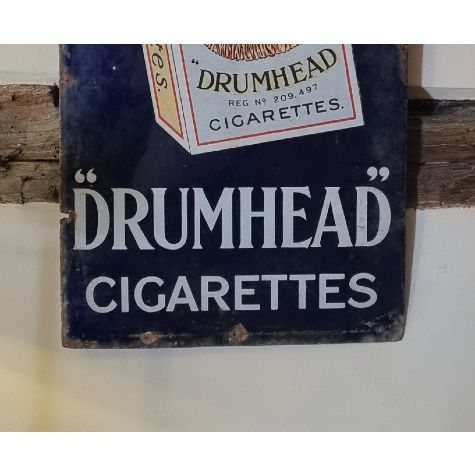 "DRUMHEAD
REG. Nº 209,497
CIGARETTES.
"DRUMHEAD"
CIGARETTES